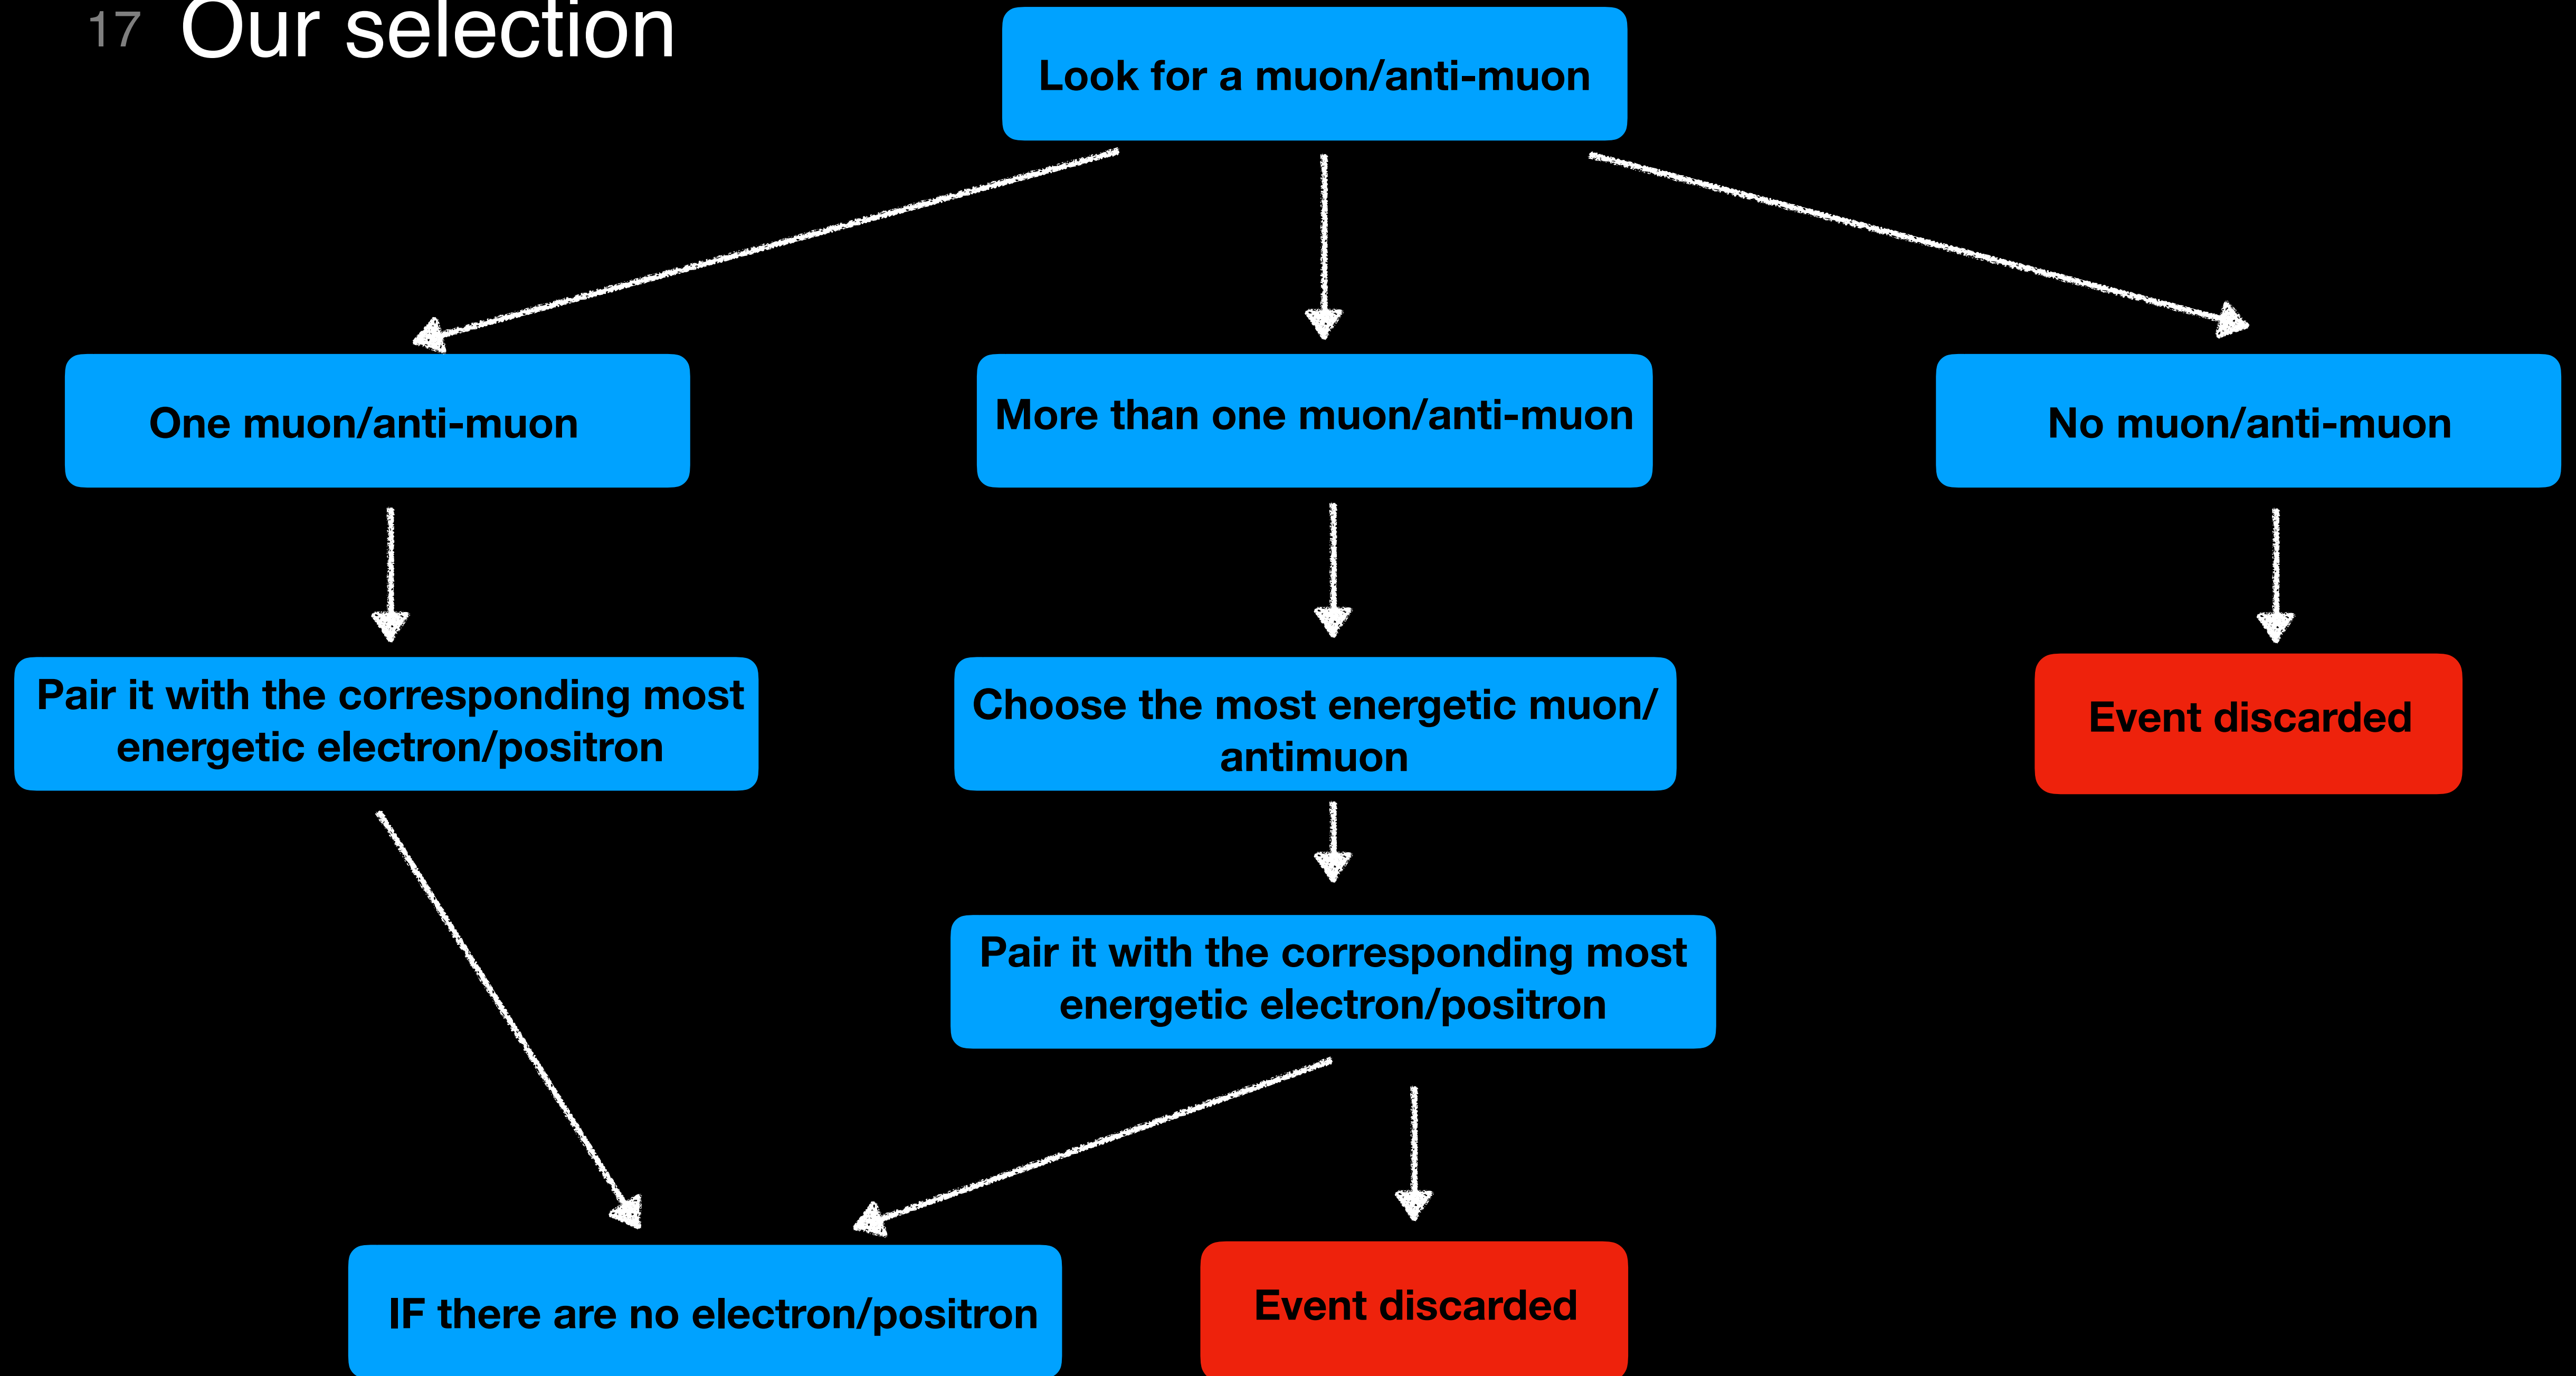 17 Our selection
Look for a muon/anti-muon
One muon/anti-muon
More than one muon/anti-muon
No muon/anti-muon
Pair it with the corresponding most
energetic electron/positron
Choose the most energetic muon/
antimuon
Event discarded
Pair it with the corresponding most
energetic electron/positron
IF there are no electron/positron
Event discarded